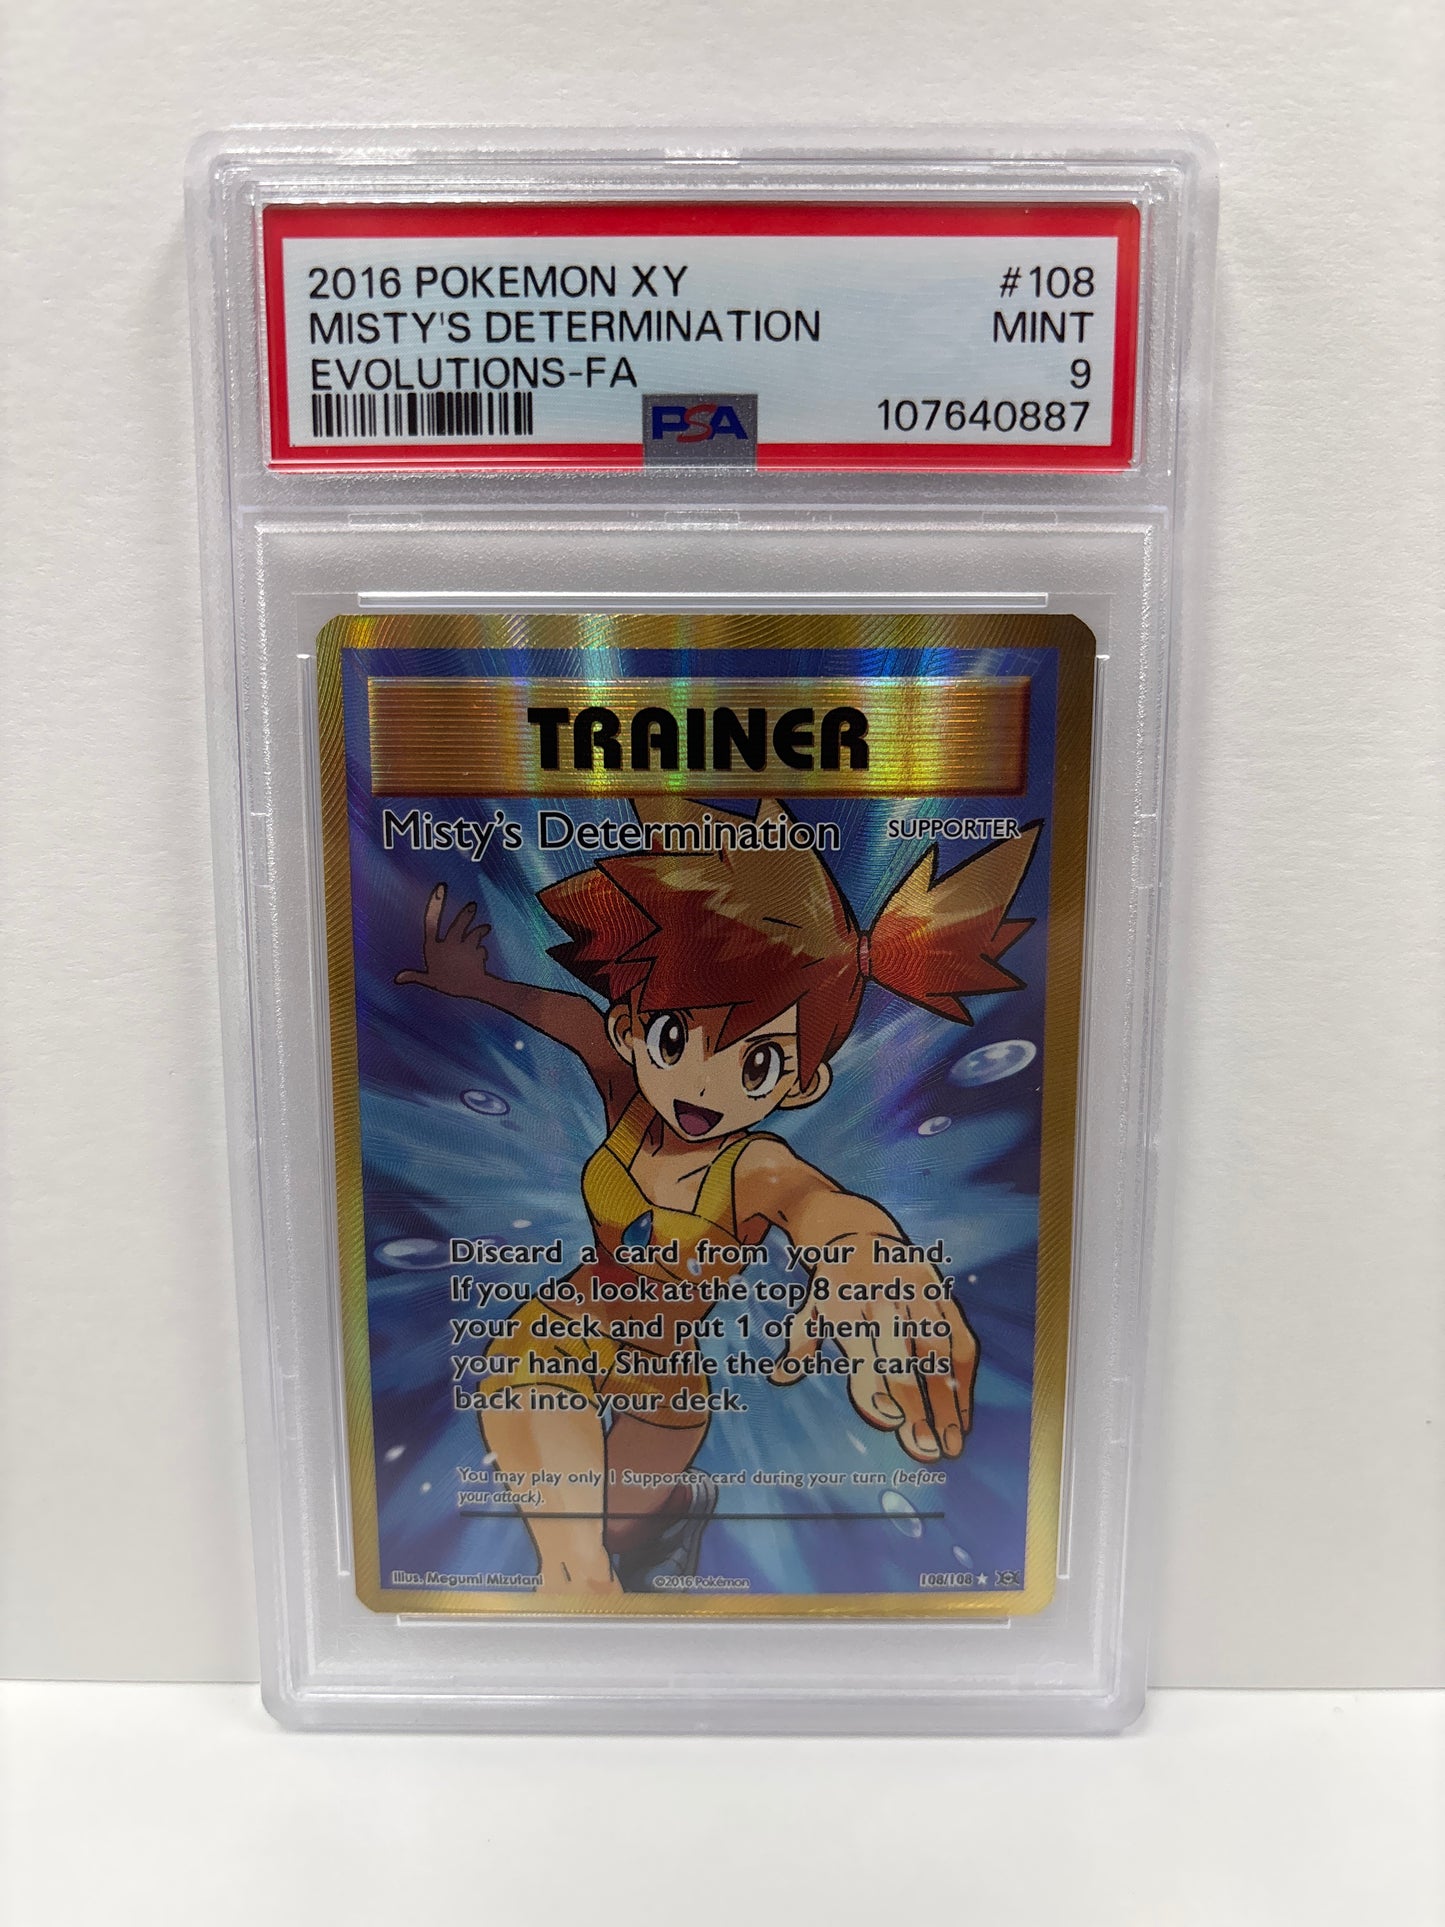 2016 POKEMON XY #108
MISTY'S DETERMINATION MINT
EVOLUTIONS-FA 9
PSA 107640887
TRAINER
Misty's Determination SUPPORTER
Discard a card from your hand.
If you do, look at the top 8 cards of
your deck and put 1 of them into
your hand. Shuffle the other cards
back into your deck.
You may play only 1 Supporter card during your turn (before
your attack).
Illus. Megumi Mizutani ©2016 Pokémon 108/108 ★